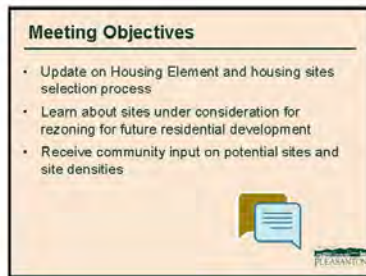 Meeting Objectives
• Update on Housing Element and housing sites
selection process
• Learn about sites under consideration for
rezoning for future residential development
• Receive community input on potential sites and
site densities
PLEASANTON